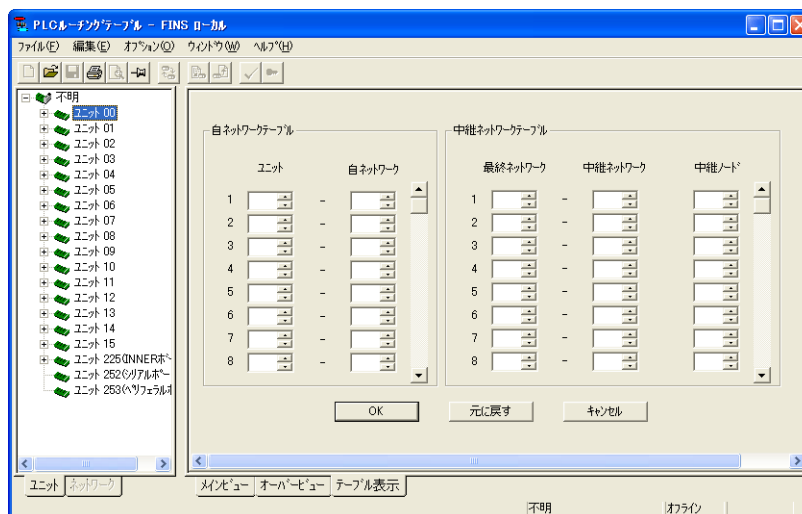 PLCルーチングテーブル - FINS ローカル
ファイル(F) 編集(E) オプション(O) ウィンドウ(W) ヘルプ(H)
不明
ユニット 00
ユニット 01
ユニット 02
ユニット 03
ユニット 04
ユニット 05
ユニット 06
ユニット 07
ユニット 08
ユニット 09
ユニット 10
ユニット 11
ユニット 12
ユニット 13
ユニット 14
ユニット 15
ユニット 225(INNERポー
ユニット 252(シリアルポー
ユニット 253(ペリフェラルポ
ユニット ネットワーク
自ネットワークテーブル
ユニット 自ネットワーク
1 -
2 -
3 -
4 -
5 -
6 -
7 -
8 -
中継ネットワークテーブル
最終ネットワーク 中継ネットワーク 中継ノード
1 -
2 -
3 -
4 -
5 -
6 -
7 -
8 -
OK 元に戻す キャンセル
メインビュー オーバービュー テーブル表示
不明 オフライン